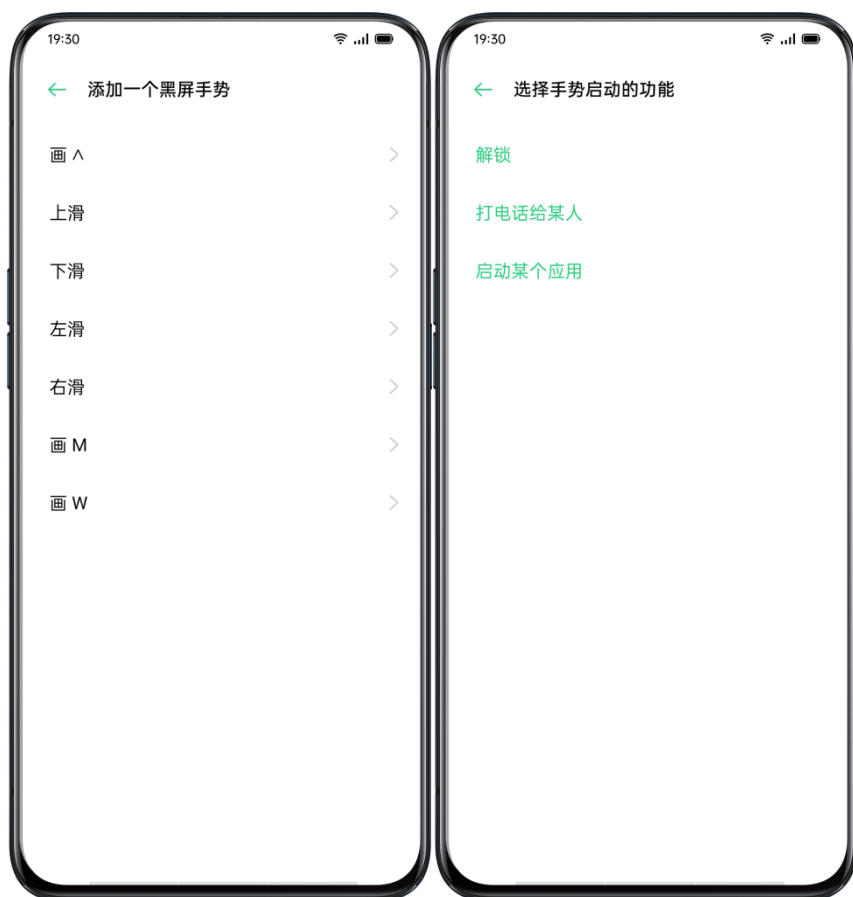 19:30
添加一个黑屏手势
画 ∧
上滑
下滑
左滑
右滑
画 M
画 W
19:30
选择手势启动的功能
解锁
打电话给某人
启动某个应用